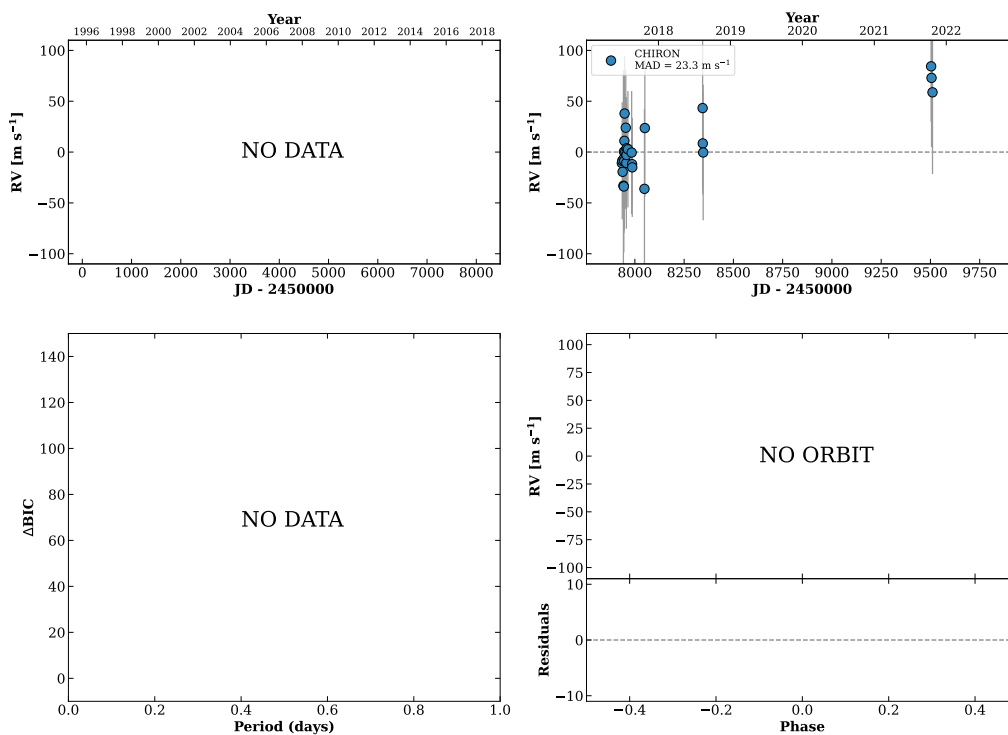 Year
1996 1998 2000 2002 2004 2006 2008 2010 2012 2014 2016 2018
100
50
0
−50
−100
RV [m s⁻¹]
NO DATA
0 1000 2000 3000 4000 5000 6000 7000 8000
JD - 2450000
Year
2018 2019 2020 2021 2022
CHIRON
MAD = 23.3 m s⁻¹
100
50
0
−50
−100
RV [m s⁻¹]
8000 8250 8500 8750 9000 9250 9500 9750
JD - 2450000
140
120
100
80
60
40
20
0
ΔBIC
NO DATA
0.0 0.2 0.4 0.6 0.8 1.0
Period (days)
100
75
50
25
0
−25
−50
−75
−100
RV [m s⁻¹]
NO ORBIT
10
0
−10
Residuals
−0.4 −0.2 0.0 0.2 0.4
Phase